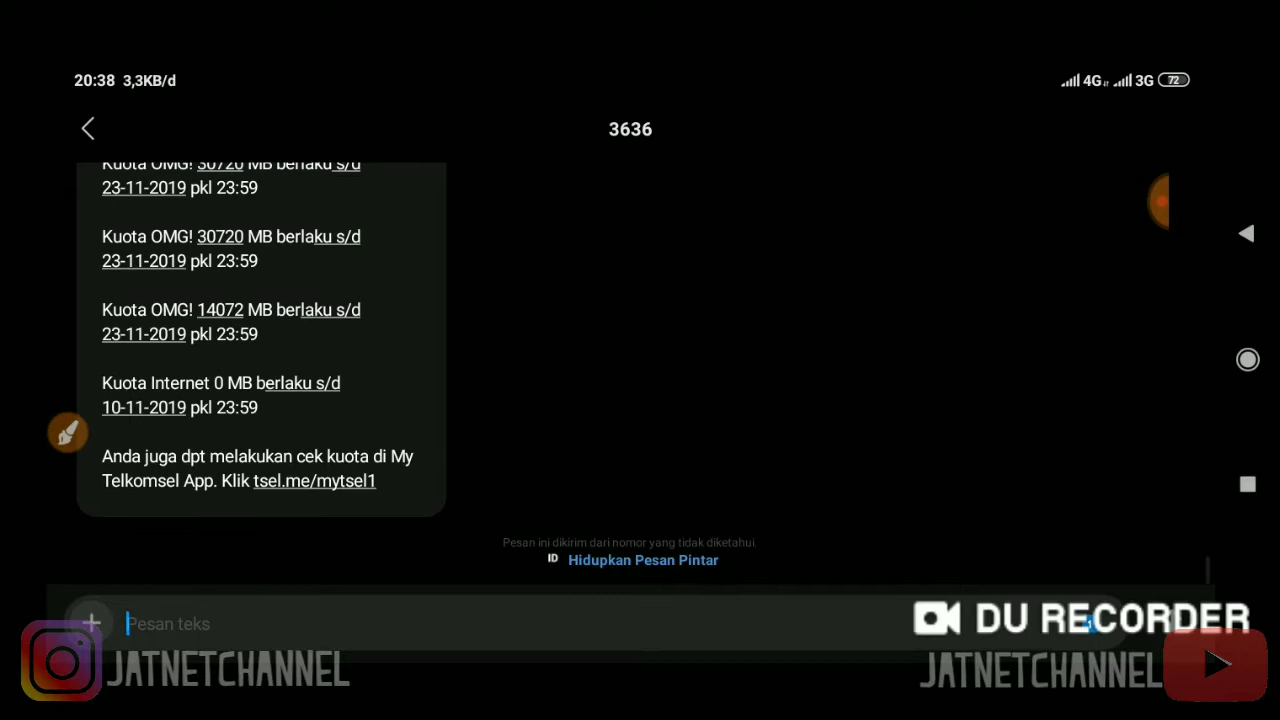 20:38 3,3KB/d
4G 3G 72
3636
Kuota OMG! 30720 MB berlaku s/d
23-11-2019 pkl 23:59
Kuota OMG! 30720 MB berlaku s/d
23-11-2019 pkl 23:59
Kuota OMG! 14072 MB berlaku s/d
23-11-2019 pkl 23:59
Kuota Internet 0 MB berlaku s/d
10-11-2019 pkl 23:59
Anda juga dpt melakukan cek kuota di My
Telkomsel App. Klik tsel.me/mytsel1
Pesan ini dikirim dari nomor yang tidak diketahui.
ID Hidupkan Pesan Pintar
Pesan teks
DU RECORDER
JATNETCHANNEL
JATNETCHANNEL